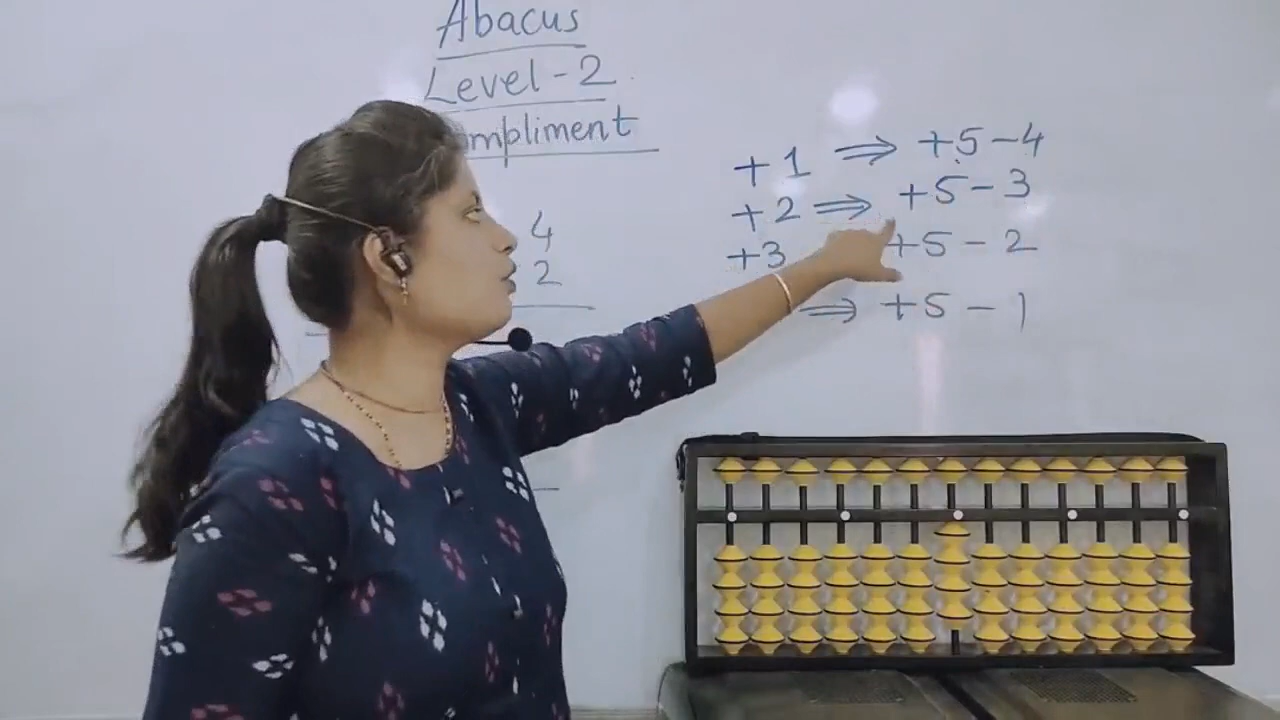 Abacus
Level-2
mpliment
4
2
+1 ⇒ +5-4
+2 ⇒ +5-3
+3 +5-2
⇒ +5-1